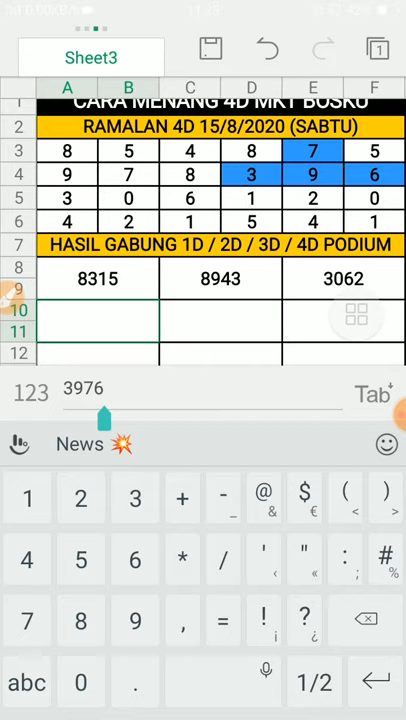 Sheet3
1
A B C D E F
1 CARA MENANG 4D MKT BOSKU
2 RAMALAN 4D 15/8/2020 (SABTU)
3 8 5 4 8 7 5
4 9 7 8 3 9 6
5 3 0 6 1 2 0
6 4 2 1 5 4 1
7 HASIL GABUNG 1D / 2D / 3D / 4D PODIUM
8
9 8315 8943 3062
10
11
12
123 3976 Tab
News 💥
1 2 3 + - _ @ & $ € ( < ) >
4 5 6 * / ' ‹ " « : ; # %
7 8 9 , = ! ¡ ? ¿
abc 0 . 1/2